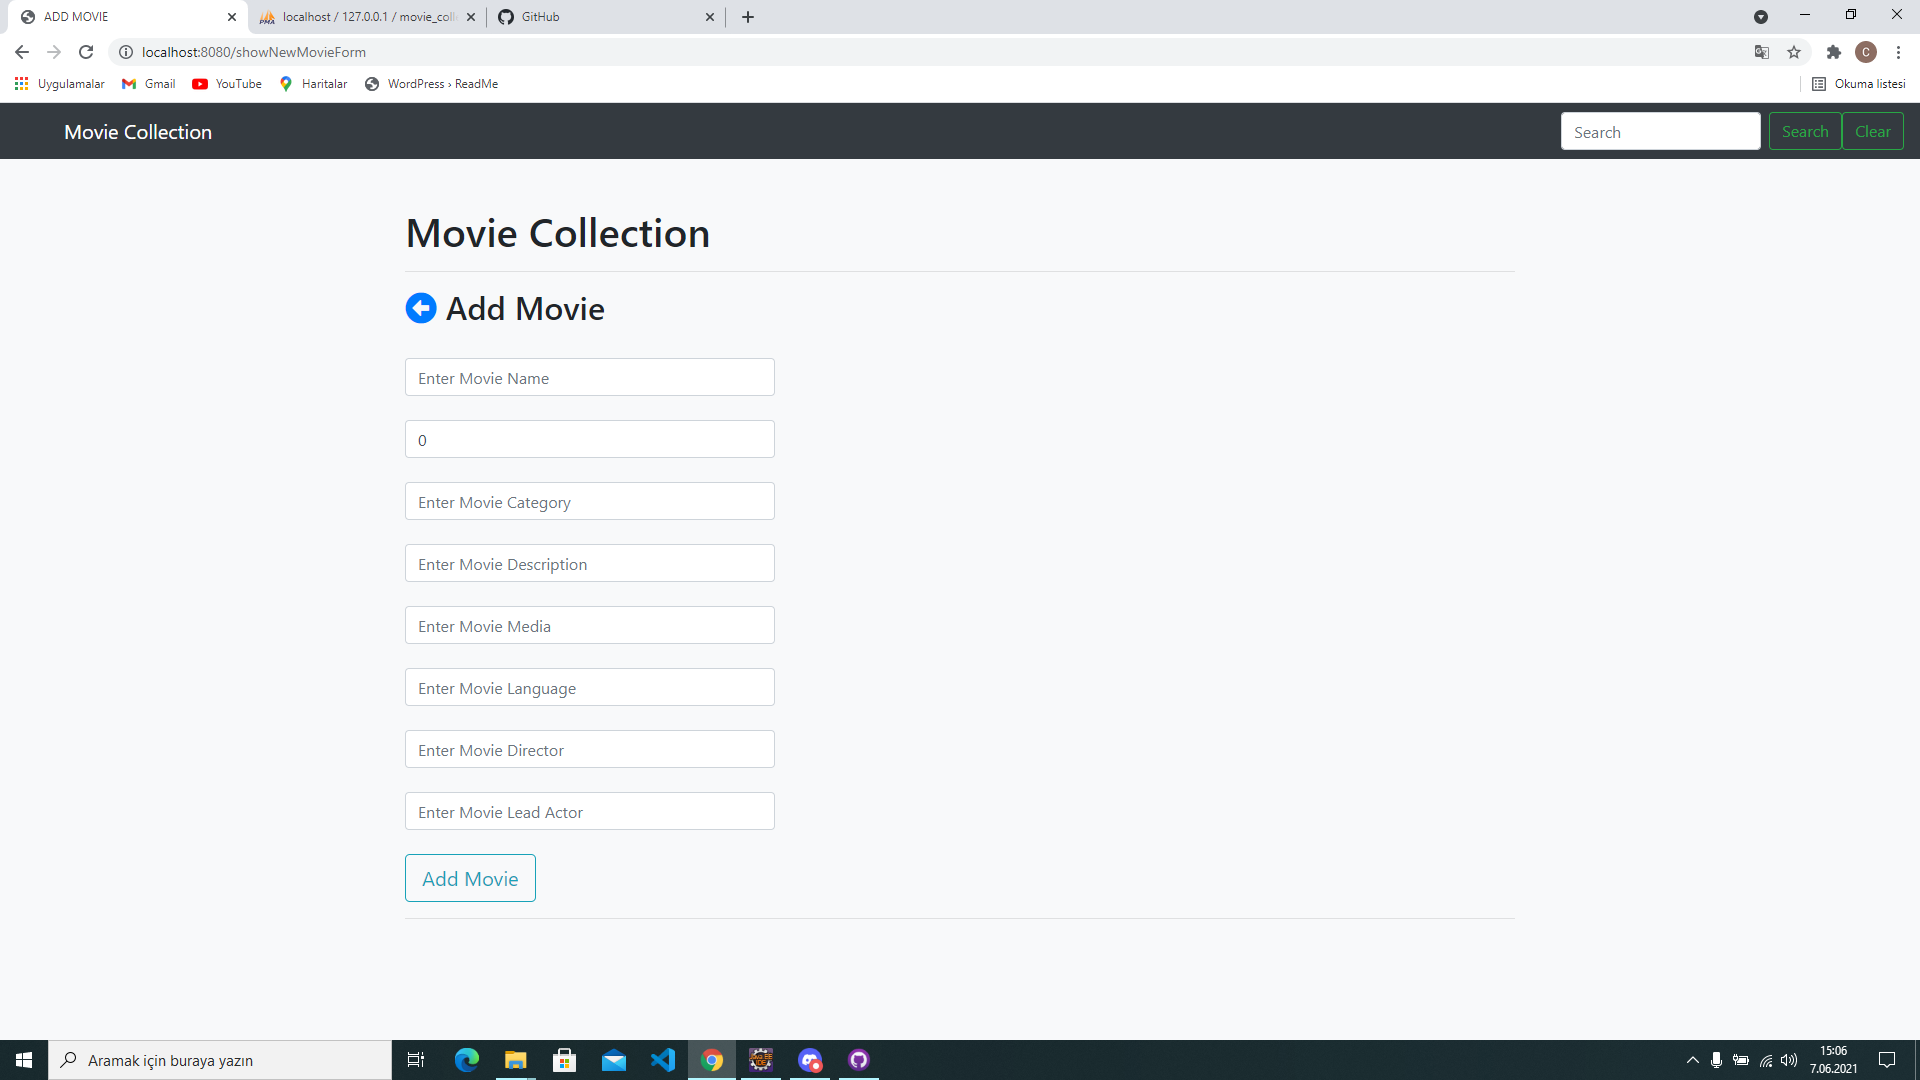 ADD MOVIE
localhost / 127.0.0.1 / movie_coll
GitHub
localhost:8080/showNewMovieForm
C
Uygulamalar
Gmail
YouTube
Haritalar
WordPress › ReadMe
Okuma listesi
Movie Collection
Search
Search
Clear
Movie Collection
Add Movie
Enter Movie Name
0
Enter Movie Category
Enter Movie Description
Enter Movie Media
Enter Movie Language
Enter Movie Director
Enter Movie Lead Actor
Add Movie
Aramak için buraya yazın
15:06
7.06.2021